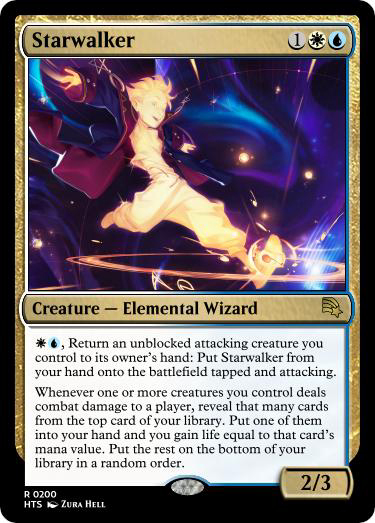 Starwalker 1
Creature — Elemental Wizard
, Return an unblocked attacking creature you
control to its owner's hand: Put Starwalker from
your hand onto the battlefield tapped and attacking.
Whenever one or more creatures you control deals
combat damage to a player, reveal that many cards
from the top card of your library. Put one of them
into your hand and you gain life equal to that card's
mana value. Put the rest on the bottom of your
library in a random order.
2/3
R 0200
HTS Zura Hell